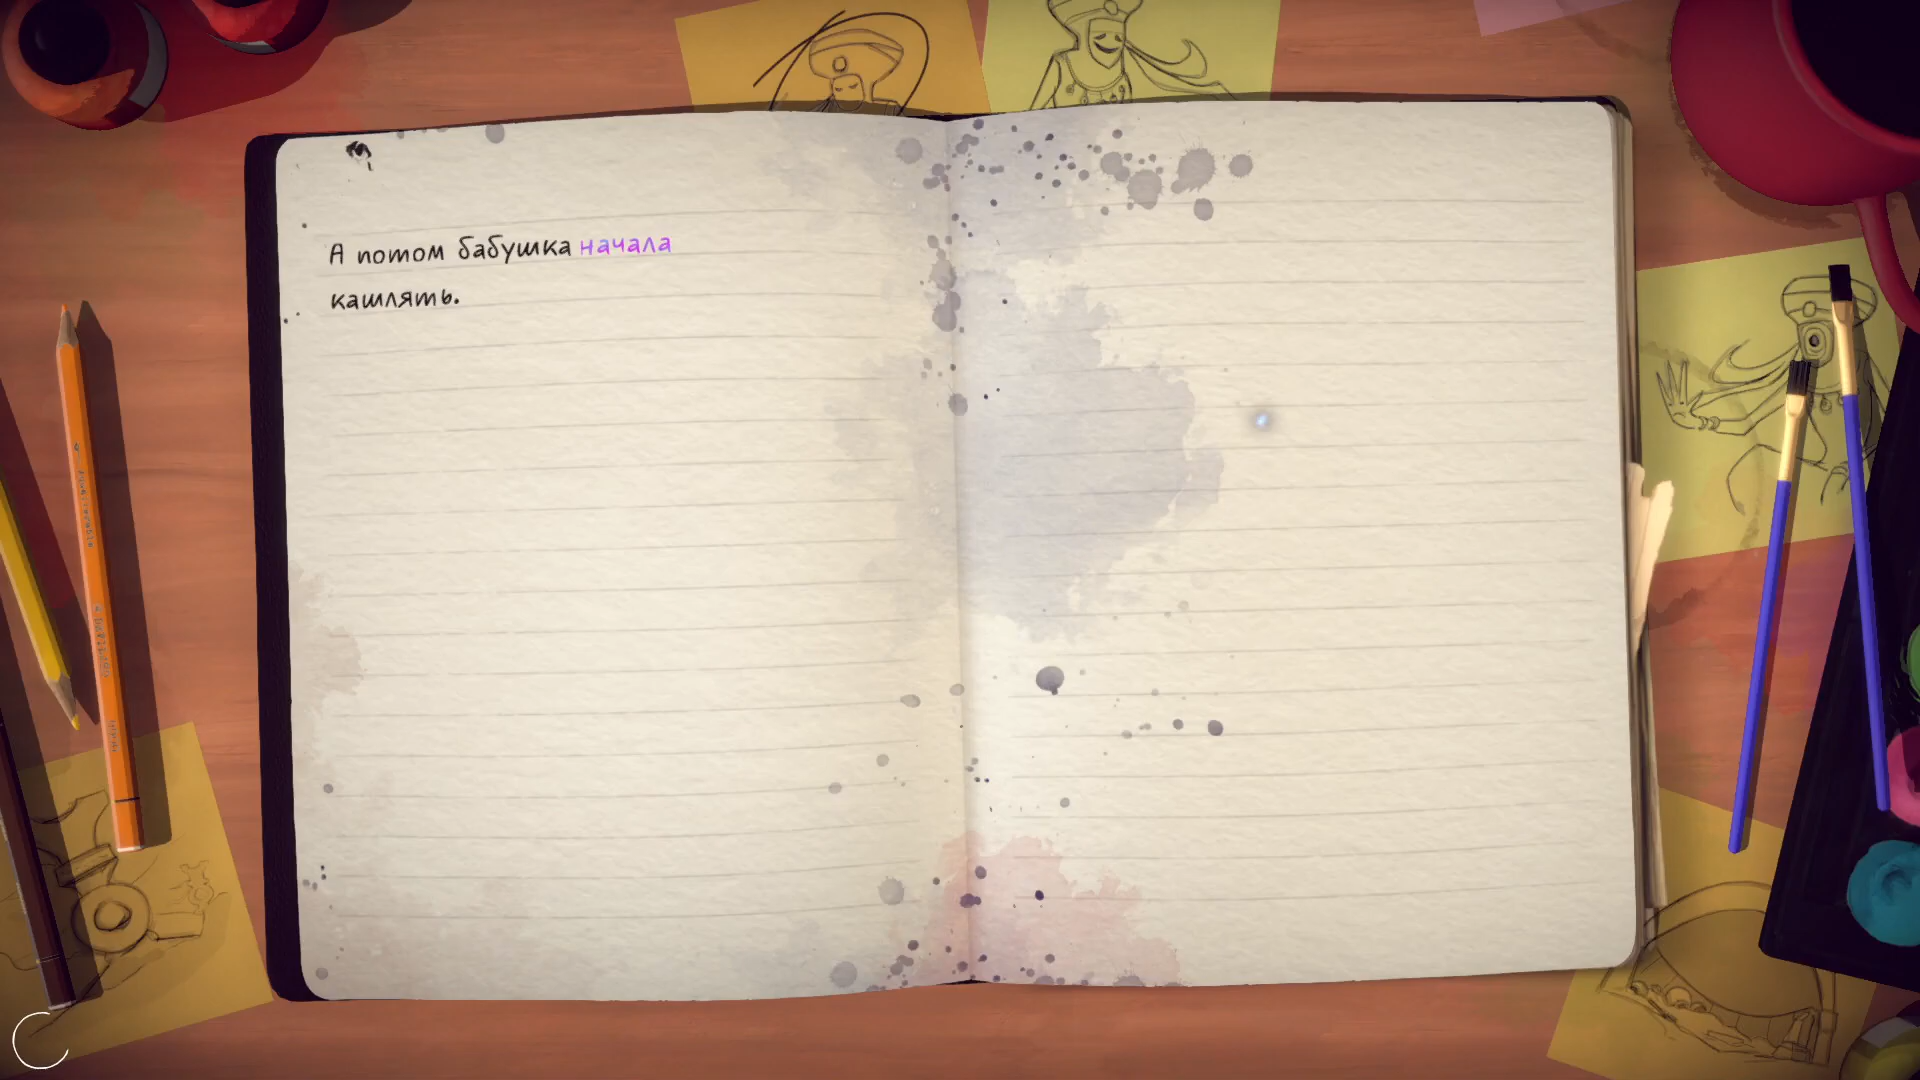 А потом бабушка начала
кашлять.